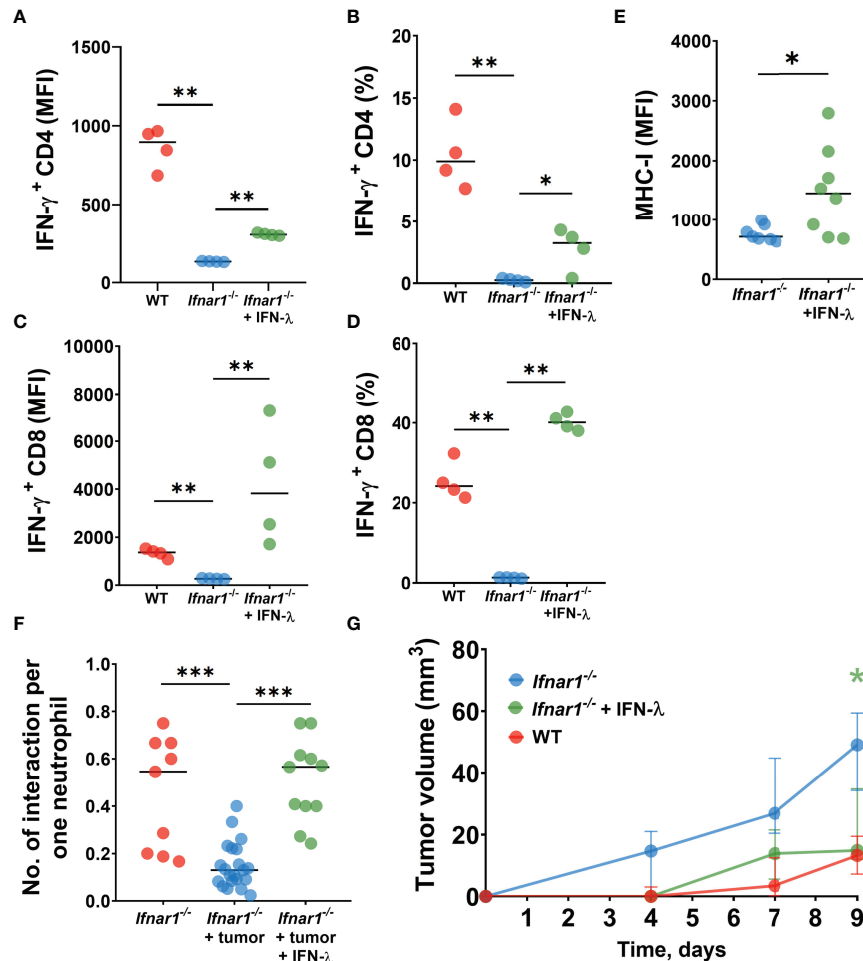 A
IFN-γ + CD4 (MFI)
1500
1000
500
0
**
**
WT
Ifnar1-/-
Ifnar1-/-
+ IFN-λ
B
IFN-γ + CD4 (%)
20
15
10
5
0
**
*
WT
Ifnar1-/-
Ifnar1-/-
+IFN-λ
E
MHC-I (MFI)
4000
3000
2000
1000
0
*
Ifnar1-/-
Ifnar1-/-
+IFN-λ
C
IFN-γ + CD8 (MFI)
10000
8000
6000
4000
2000
0
**
**
WT
Ifnar1-/-
Ifnar1-/-
+ IFN-λ
D
IFN-γ + CD8 (%)
60
40
20
0
**
**
WT
Ifnar1-/-
Ifnar1-/-
+IFN-λ
F
No. of interaction per
one neutrophil
1.0
0.8
0.6
0.4
0.2
0.0
***
***
Ifnar1-/-
Ifnar1-/-
+ tumor
Ifnar1-/-
+ tumor
+ IFN-λ
G
Tumor volume (mm3)
80
60
40
20
0
Ifnar1-/-
Ifnar1-/- + IFN-λ
WT
*
1 2 3 4 5 6 7 8 9
Time, days